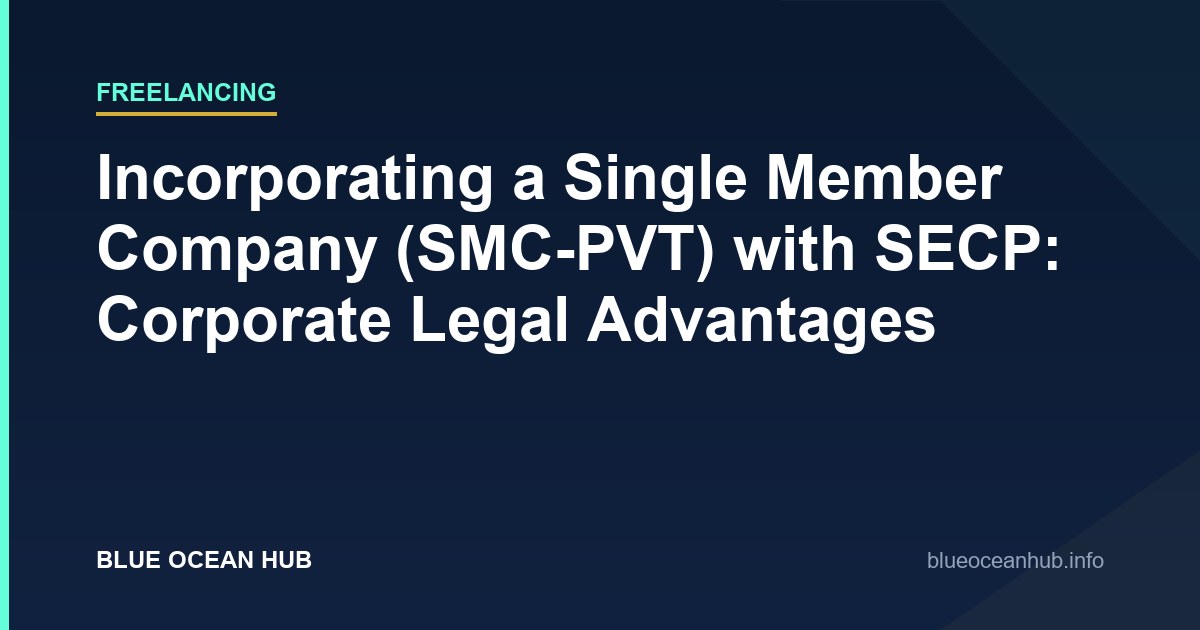 FREELANCING
Incorporating a Single Member
Company (SMC-PVT) with SECP:
Corporate Legal Advantages
BLUE OCEAN HUB
blueoceanhub.info